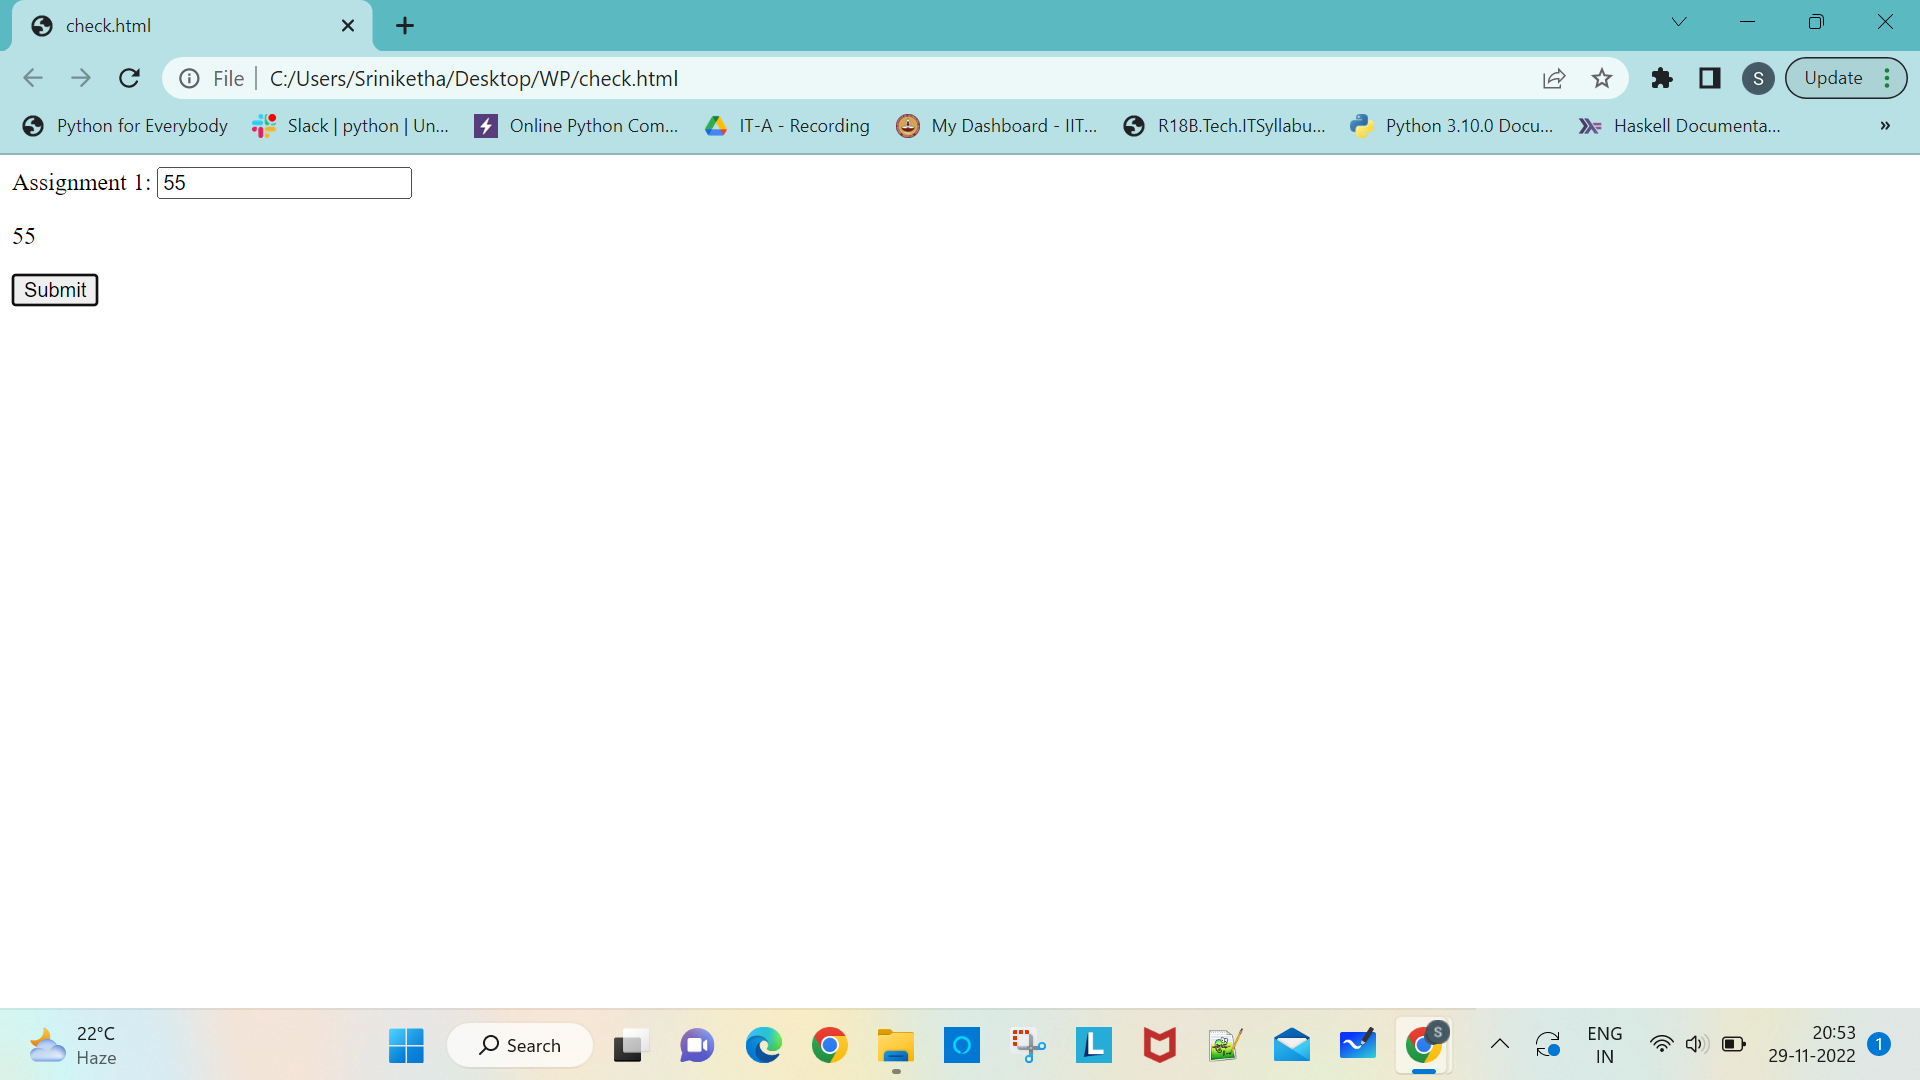 check.html
File
C:/Users/Sriniketha/Desktop/WP/check.html
S
Update
Python for Everybody
Slack | python | Un...
Online Python Com...
IT-A - Recording
My Dashboard - IIT...
R18B.Tech.ITSyllabu...
Python 3.10.0 Docu...
Haskell Documenta...
»
Assignment 1: 55
55
Submit
22°C
Haze
Search
L
S
ENG
IN
20:53
29-11-2022
1